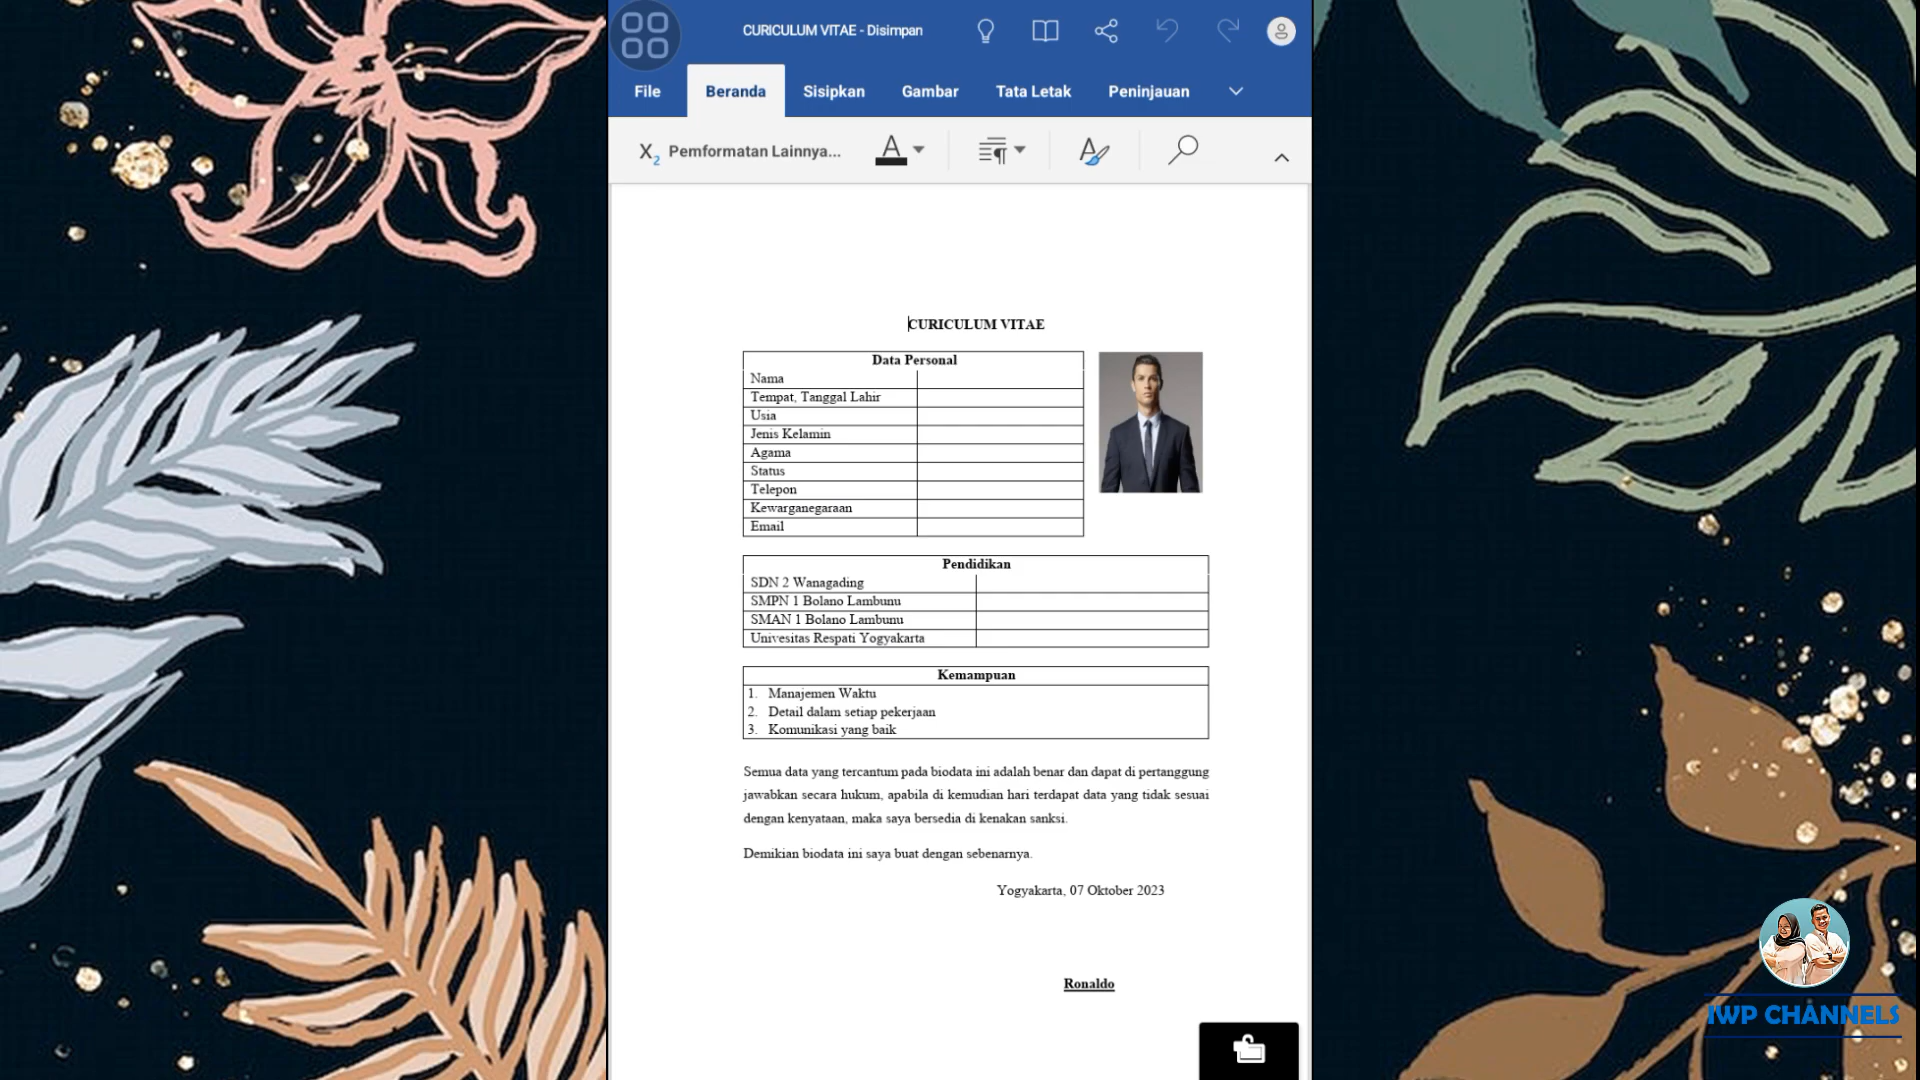 CURICULUM VITAE - Disimpan
File Beranda Sisipkan Gambar Tata Letak Peninjauan
X2 Pemformatan Lainnya... A
CURICULUM VITAE
Data Personal
Nama
Tempat, Tanggal Lahir
Usia
Jenis Kelamin
Agama
Status
Telepon
Kewarganegaraan
Email
Pendidikan
SDN 2 Wanagading
SMPN 1 Bolano Lambunu
SMAN 1 Bolano Lambunu
Univesitas Respati Yogyakarta
Kemampuan
1. Manajemen Waktu
2. Detail dalam setiap pekerjaan
3. Komunikasi yang baik
Semua data yang tercantum pada biodata ini adalah benar dan dapat di pertanggung
jawabkan secara hukum, apabila di kemudian hari terdapat data yang tidak sesuai
dengan kenyataan, maka saya bersedia di kenakan sanksi.
Demikian biodata ini saya buat dengan sebenarnya.
Yogyakarta, 07 Oktober 2023
Ronaldo
IWP CHANNELS